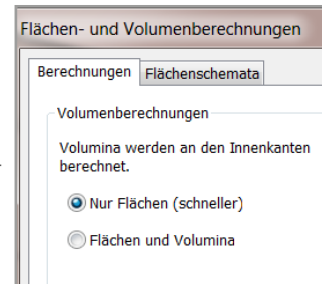 Flächen- und Volumenberechnungen
Berechnungen Flächenschemata
Volumenberechnungen
Volumina werden an den Innenkanten
berechnet.
Nur Flächen (schneller)
Flächen und Volumina